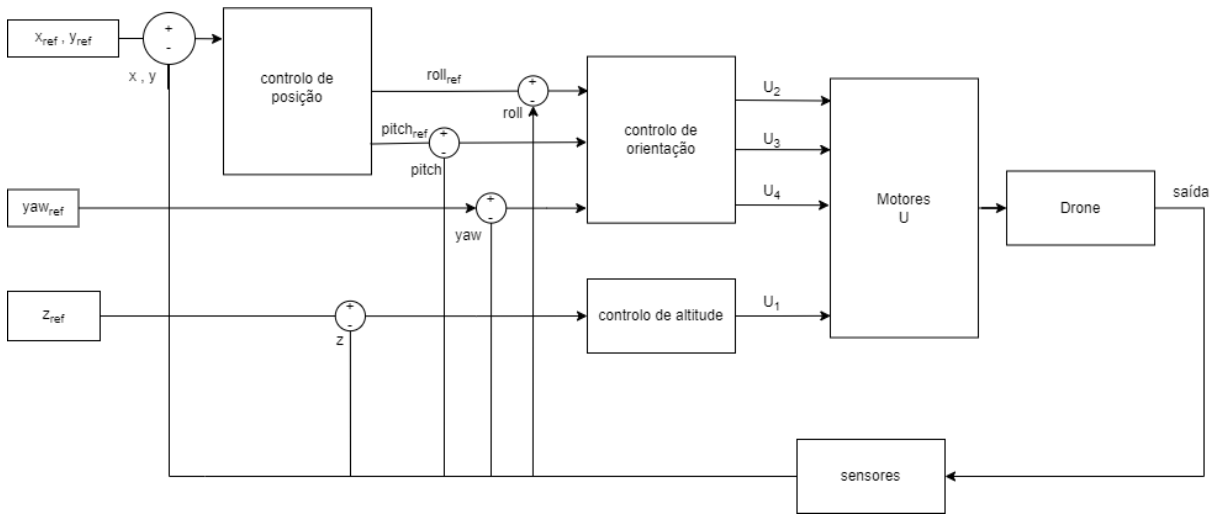 x_ref , y_ref
+
-
x , y
controlo de
posição
roll_ref
+
-
roll
pitch_ref
+
-
pitch
controlo de
orientação
U_2
U_3
U_4
yaw_ref
+
-
yaw
Motores
U
Drone
saída
z_ref
+
-
z
controlo de altitude
U_1
sensores